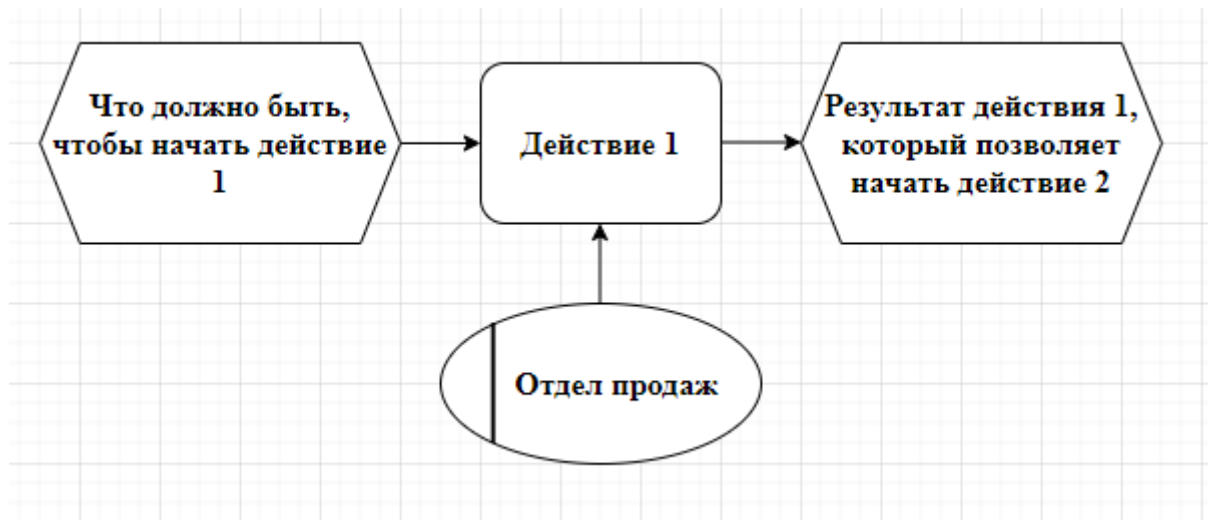 Что должно быть,
чтобы начать действие
1
Действие 1
Результат действия 1,
который позволяет
начать действие 2
Отдел продаж